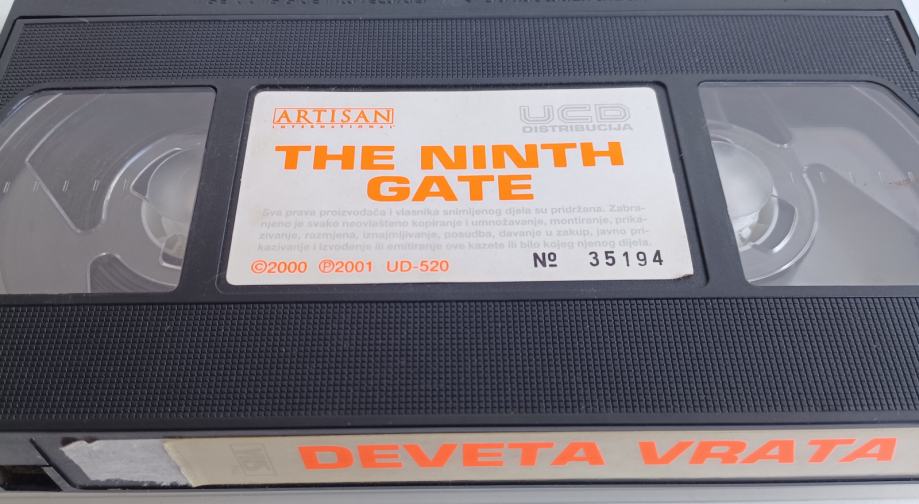 ARTISAN
INTERNATIONAL
UCD
DISTRIBUCIJA
THE NINTH
GATE
Sva prava proizvođača i vlasnika snimljenog djela su pridržana. Zabra-
njeno je svako neovlašteno kopiranje i umnožavanje, montiranje, prika-
zivanje, rozmjena, iznajmljivanje, posudba, davanje u zakup, javno pri-
kazivanje i izvođenje ili emitiranje ove kazete ili bilo kojeg njenog dijela.
©2000 ℗2001 UD-520
Nº 35194
VHS
DEVETA VRATA